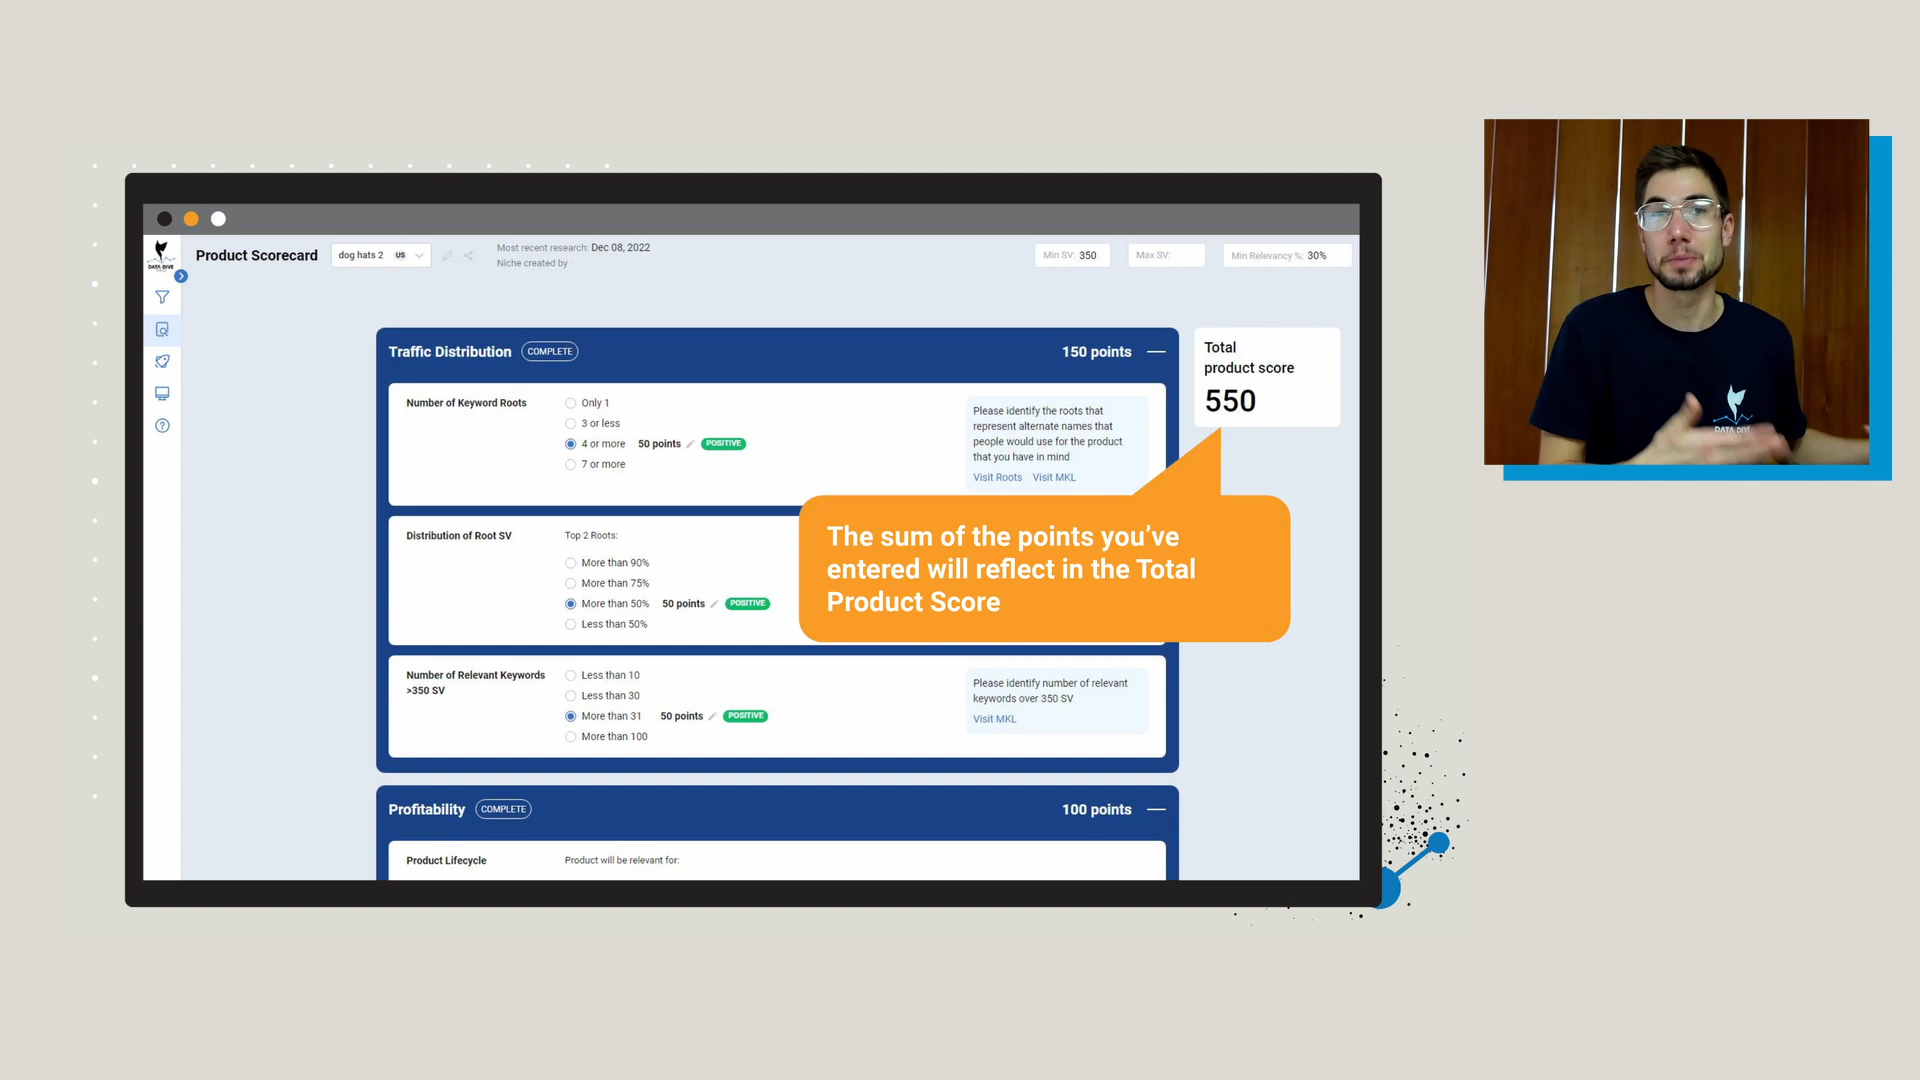 DATA DIVE
Product Scorecard
dog hats 2 US
Most recent research: Dec 08, 2022
Niche created by
Min SV: 350
Max SV:
Min Relevancy %: 30%
Traffic Distribution COMPLETE
150 points
Number of Keyword Roots
Only 1
3 or less
4 or more 50 points POSITIVE
7 or more
Please identify the roots that
represent alternate names that
people would use for the product
that you have in mind
Visit Roots Visit MKL
Total
product score
550
The sum of the points you’ve
entered will reflect in the Total
Product Score
Distribution of Root SV
Top 2 Roots:
More than 90%
More than 75%
More than 50% 50 points POSITIVE
Less than 50%
Number of Relevant Keywords
>350 SV
Less than 10
Less than 30
More than 31 50 points POSITIVE
More than 100
Please identify number of relevant
keywords over 350 SV
Visit MKL
Profitability COMPLETE
100 points
Product Lifecycle
Product will be relevant for:
DATA DIVE